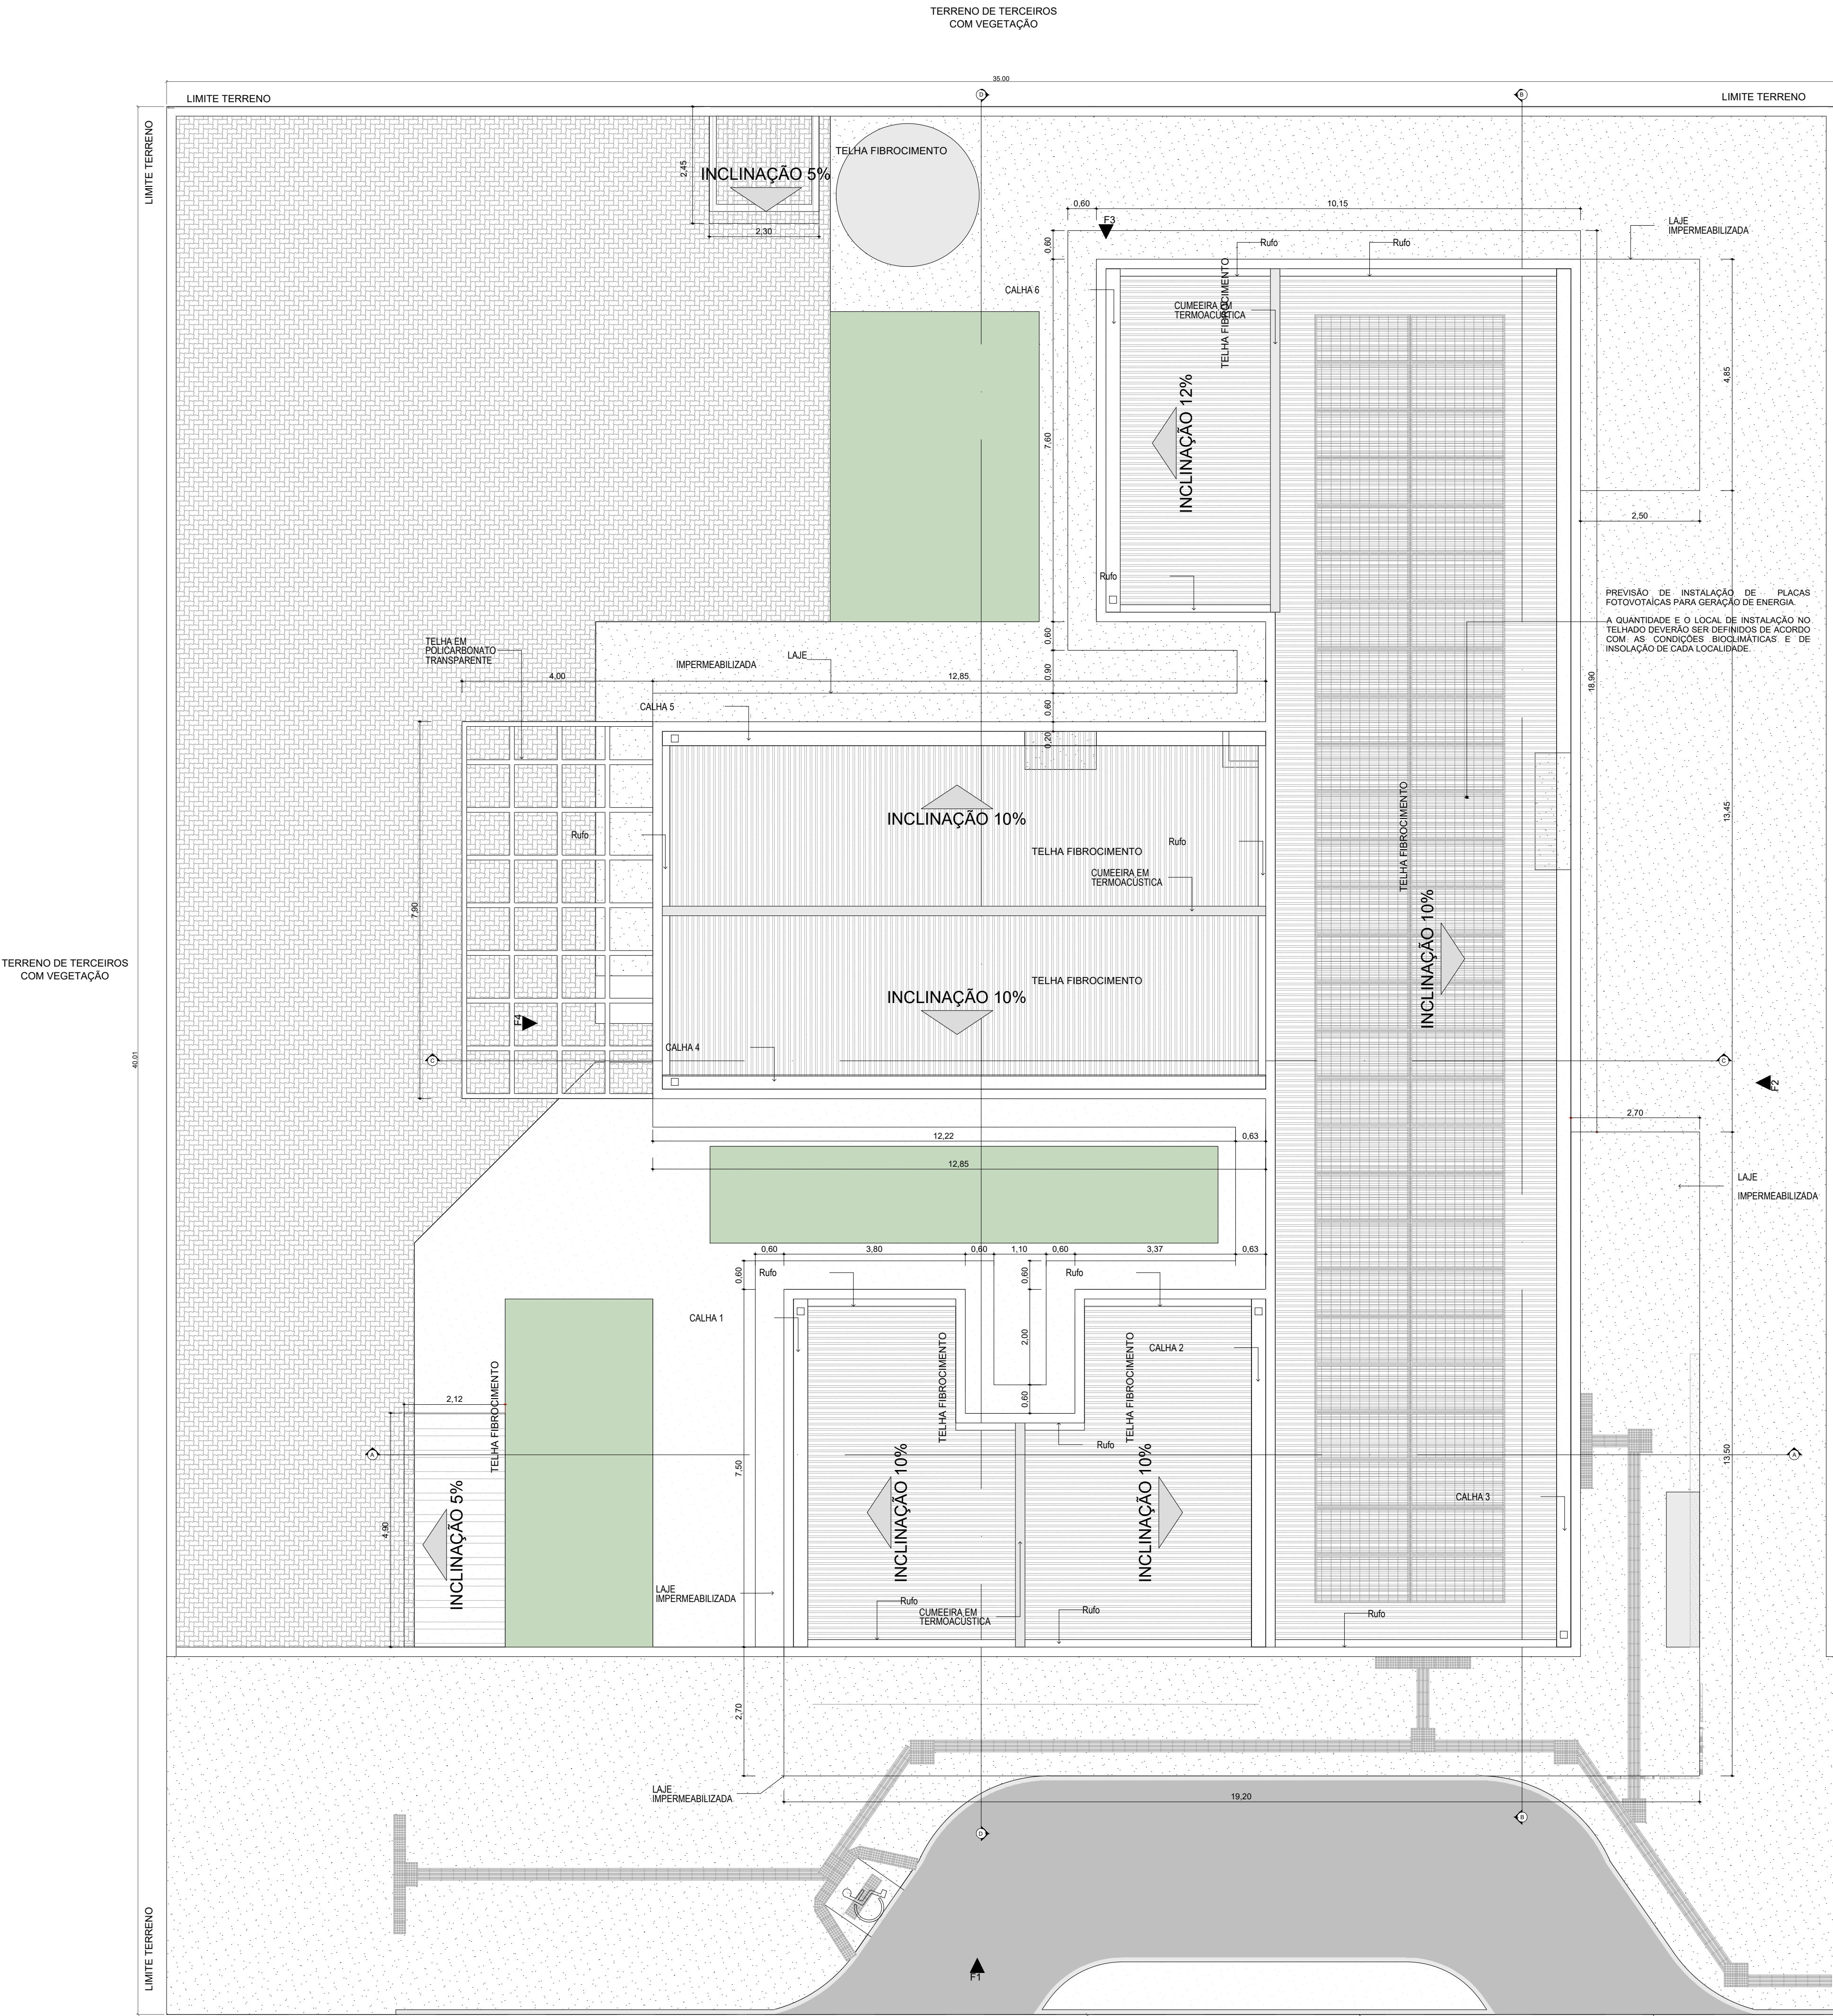 TERRENO DE TERCEIROS
COM VEGETAÇÃO
35.00
LIMITE TERRENO
D
B
LIMITE TERRENO
LIMITE TERRENO
TELHA FIBROCIMENTO
2,45
INCLINAÇÃO 5%
2,30
0,60
10,15
F3
LAJE
IMPERMEABILIZADA
0,60
Rufo
Rufo
CALHA 6
TELHA FIBROCIMENTO
CUMEEIRA EM
TERMOACÚSTICA
4,85
INCLINAÇÃO 12%
7,60
2,50
Rufo
PREVISÃO DE INSTALAÇÃO DE PLACAS
FOTOVOTAÍCAS PARA GERAÇÃO DE ENERGIA.
A QUANTIDADE E O LOCAL DE INSTALAÇÃO NO
TELHADO DEVERÃO SER DEFINIDOS DE ACORDO
COM AS CONDIÇÕES BIOCLIMÁTICAS E DE
INSOLAÇÃO DE CADA LOCALIDADE.
0,60
TELHA EM
POLICARBONATO
TRANSPARENTE
LAJE
IMPERMEABILIZADA
0,90
4,00
12,85
18,90
CALHA 5
0,60
0,20
INCLINAÇÃO 10%
TELHA FIBROCIMENTO
13,45
Rufo
Rufo
TELHA FIBROCIMENTO
CUMEEIRA EM
TERMOACÚSTICA
7,90
INCLINAÇÃO 10%
TERRENO DE TERCEIROS
COM VEGETAÇÃO
TELHA FIBROCIMENTO
INCLINAÇÃO 10%
F4
CALHA 4
40.01
C
C
F2
2,70
12,22
0,63
12,85
LAJE
IMPERMEABILIZADA
0,60
3,80
0,60
1,10
0,60
3,37
0,63
0,60
Rufo
0,60
Rufo
CALHA 1
2,00
CALHA 2
TELHA FIBROCIMENTO
TELHA FIBROCIMENTO
TELHA FIBROCIMENTO
2,12
0,60
Rufo
A
A
7,50
13,50
CALHA 3
INCLINAÇÃO 5%
INCLINAÇÃO 10%
INCLINAÇÃO 10%
4,90
LAJE
IMPERMEABILIZADA
Rufo
CUMEEIRA EM
TERMOACÚSTICA
Rufo
Rufo
2,70
LAJE
IMPERMEABILIZADA
19,20
D
B
LIMITE TERRENO
F1